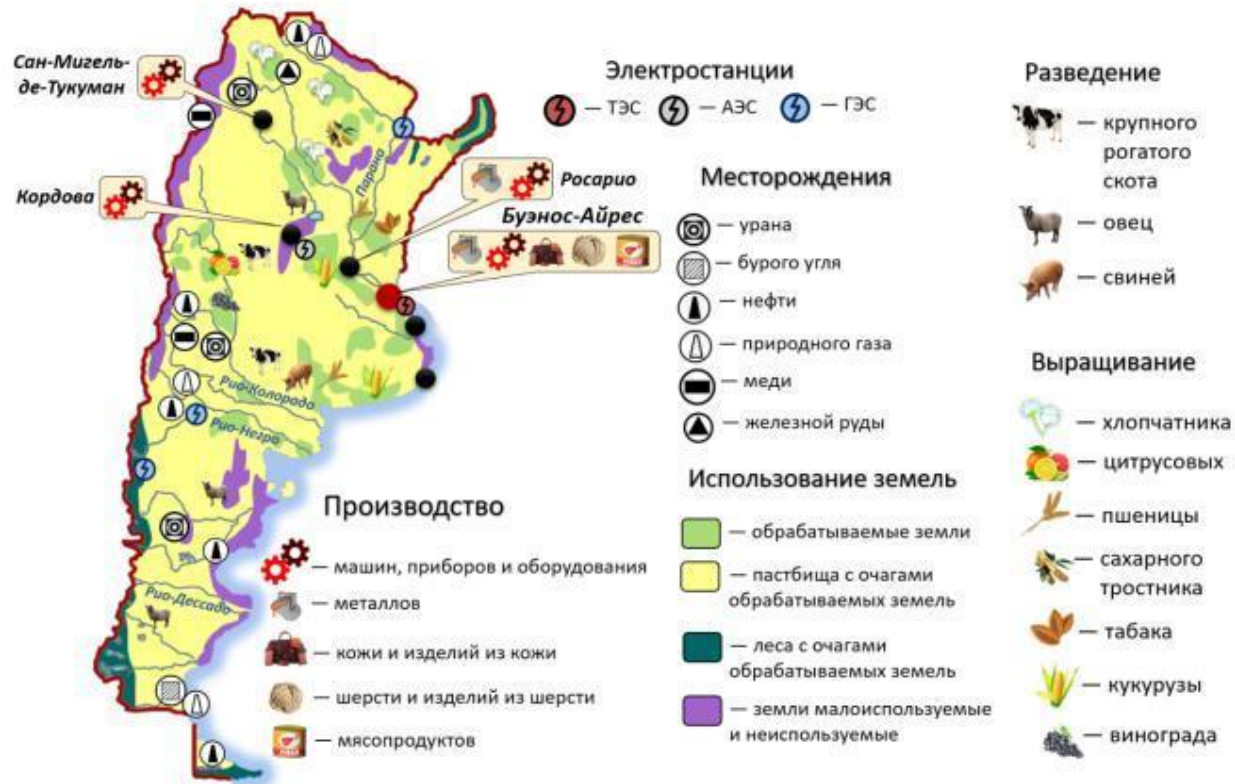 Сан-Мигель-
де-Тукуман
Кордова
Парана
Росарио
Буэнос-Айрес
Рио-Колорадо
Рио-Негро
Рио-Дессадо
Электростанции
— ТЭС
— АЭС
— ГЭС
Месторождения
— урана
— бурого угля
— нефти
— природного газа
— меди
— железной руды
Использование земель
— обрабатываемые земли
— пастбища с очагами
обрабатываемых земель
— леса с очагами
обрабатываемых земель
— земли малоиспользуемые
и неиспользуемые
Производство
— машин, приборов и оборудования
— металлов
— кожи и изделий из кожи
— шерсти и изделий из шерсти
— мясопродуктов
Разведение
— крупного
рогатого
скота
— овец
— свиней
Выращивание
— хлопчатника
— цитрусовых
— пшеницы
— сахарного
тростника
— табака
— кукурузы
— винограда